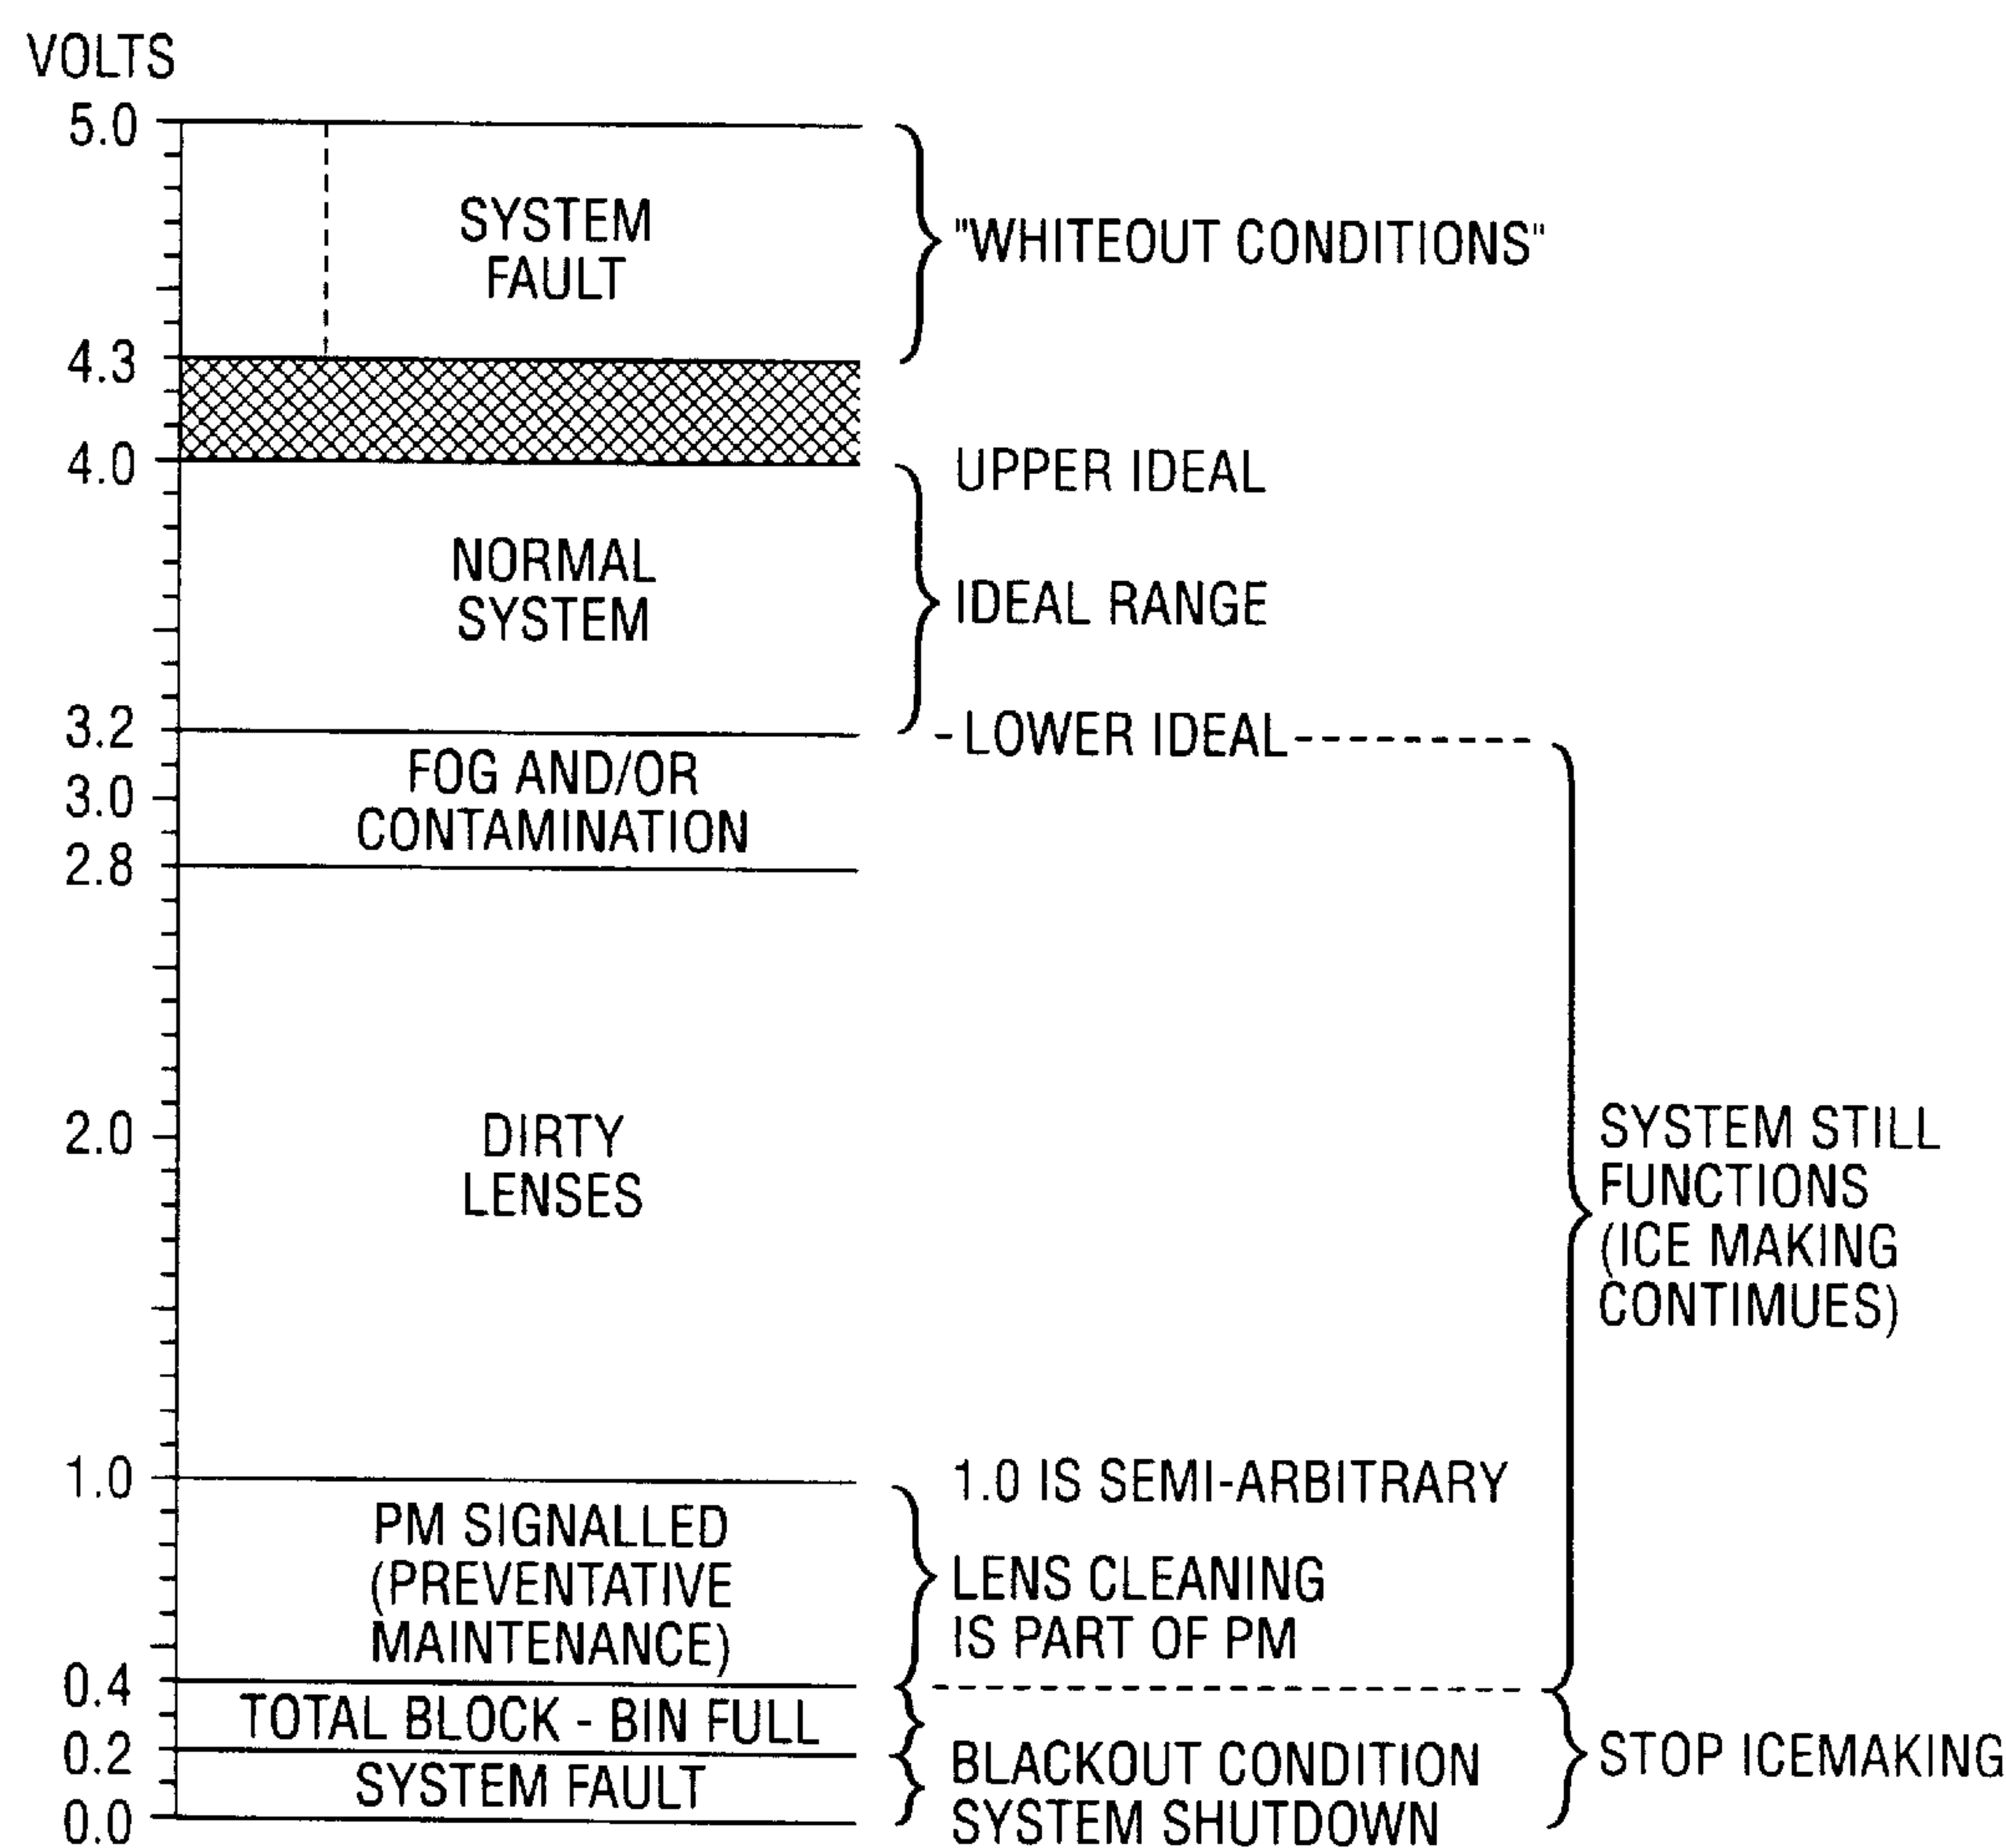 VOLTS
5.0
SYSTEM
FAULT
"WHITEOUT CONDITIONS"
4.3
4.0
UPPER IDEAL
NORMAL
SYSTEM
IDEAL RANGE
3.2
-LOWER IDEAL
FOG AND/OR
CONTAMINATION
3.0
2.8
2.0
DIRTY
LENSES
SYSTEM STILL
FUNCTIONS
(ICE MAKING
CONTIMUES)
1.0
1.0 IS SEMI-ARBITRARY
PM SIGNALLED
(PREVENTATIVE
MAINTENANCE)
LENS CLEANING
IS PART OF PM
0.4
TOTAL BLOCK - BIN FULL
0.2
SYSTEM FAULT
0.0
BLACKOUT CONDITION
SYSTEM SHUTDOWN
STOP ICEMAKING